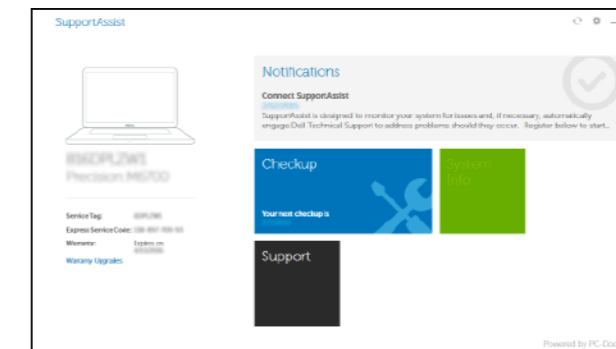 SupportAssist
Notifications
Connect SupportAssist
SupportAssist is designed to monitor your system for issues and, if necessary, automatically
engage Dell Technical Support to address problems should they occur. Register below to start...
Precision M6700
Checkup
System
Info
Your next checkup is
Service Tag:
Express Service Code:
Warranty: Expires on
Warranty Upgrades
Support
Powered by PC-Doc